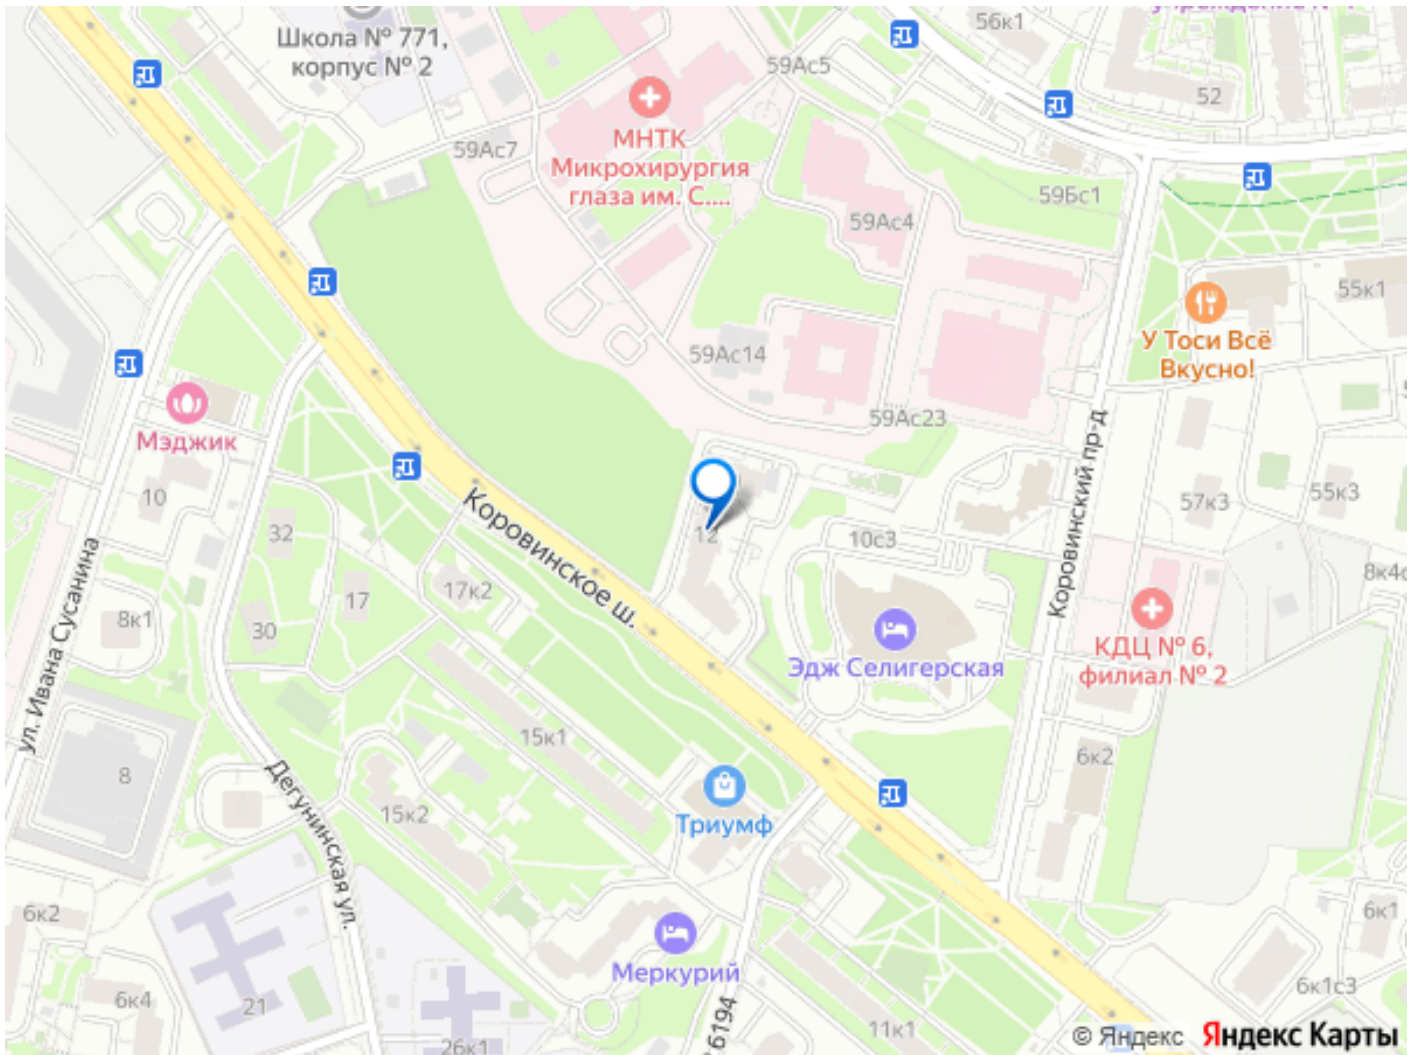 56к1
Школа № 771,
корпус № 2
59Ас5
52
МНТК
Микрохирургия
глаза им. С....
59Ас7
59Бс1
59Ас4
55к1
У Тоси Всё
Вкусно!
59Ас14
59Ас23
Мэджик
10
Коровинский пр-д
57к3
55к3
32
12
10с3
Коровинское ш.
17к2
17
8к1
30
ул. Ивана Сусанина
КДЦ № 6,
филиал № 2
Эдж Селигерская
15к1
6к2
8
Дегунинская ул.
15к2
Триумф
6к2
6к1
Меркурий
6к4
21
6к1с3
11к1
26к1
6194
© Яндекс Яндекс Карты